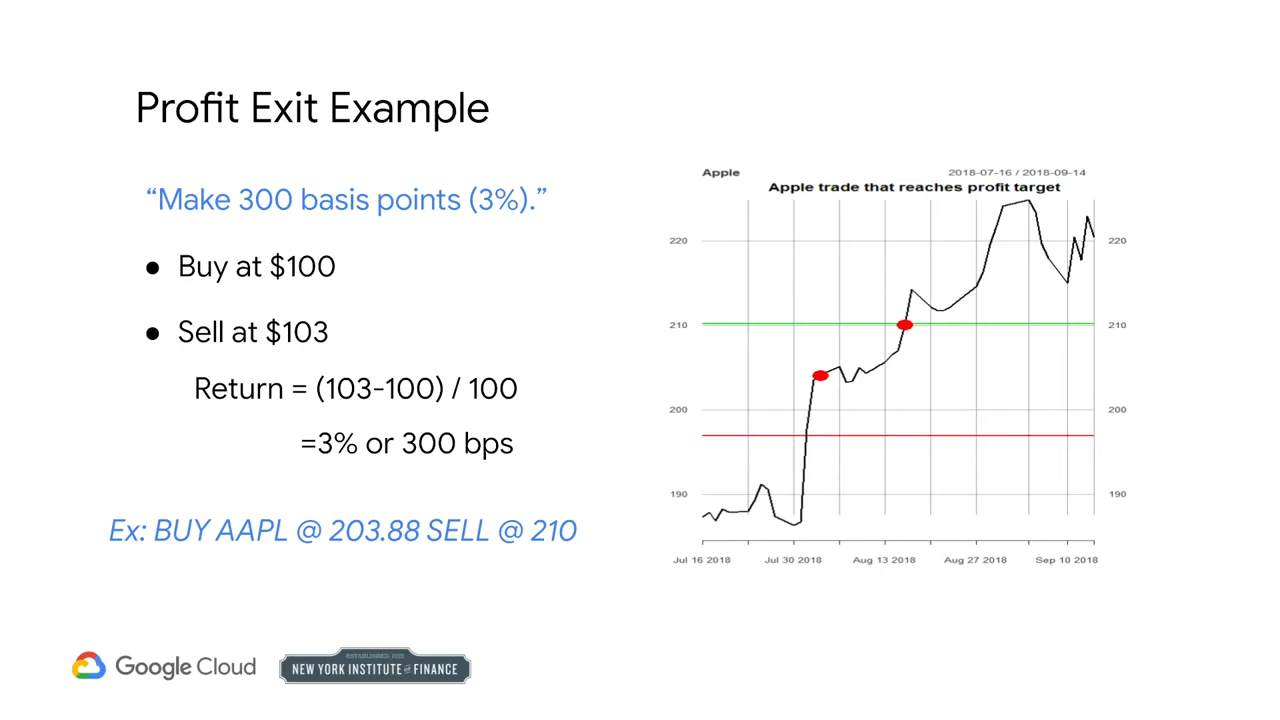 Profit Exit Example
“Make 300 basis points (3%).”
● Buy at $100
● Sell at $103
Return = (103-100) / 100
=3% or 300 bps
Ex: BUY AAPL @ 203.88 SELL @ 210
Apple 2018-07-16 / 2018-09-14
Apple trade that reaches profit target
220 220
210 210
200 200
190 190
Jul 16 2018 Jul 30 2018 Aug 13 2018 Aug 27 2018 Sep 10 2018
Google Cloud
NEW YORK INSTITUTE OF FINANCE